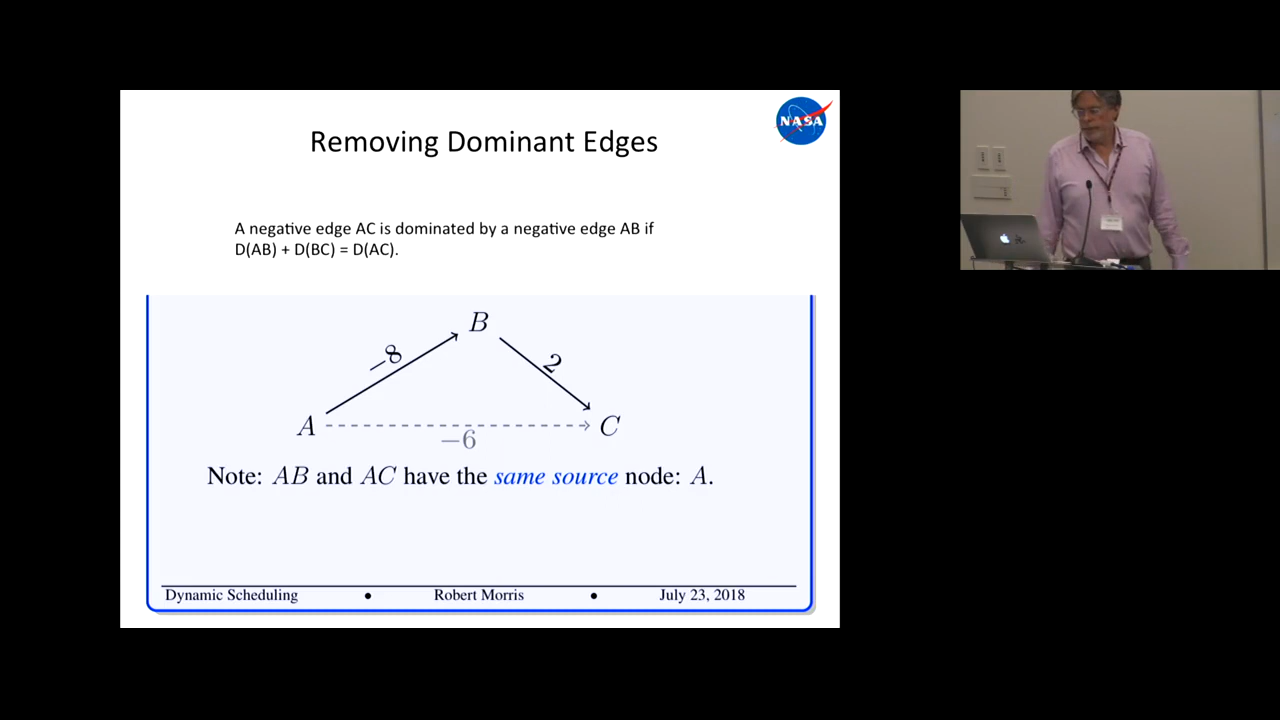 NASA
Removing Dominant Edges
A negative edge AC is dominated by a negative edge AB if
D(AB) + D(BC) = D(AC).
B
−8
2
A
C
−6
Note: AB and AC have the same source node: A.
Dynamic Scheduling • Robert Morris • July 23, 2018